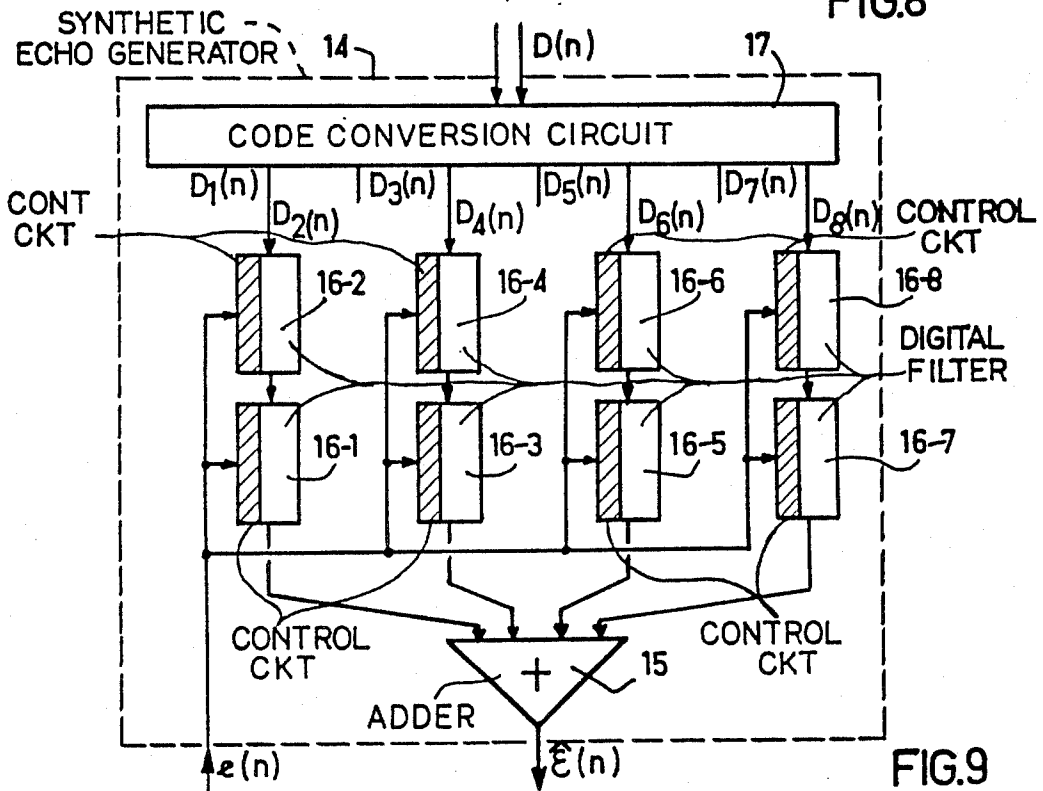 FIG.8
SYNTHETIC
ECHO GENERATOR
14
D(n)
17
CODE CONVERSION CIRCUIT
D1(n)
D3(n)
D5(n)
D7(n)
CONT
CKT
D2(n)
D4(n)
D6(n)
D8(n)
CONTROL
CKT
16-2
16-4
16-6
16-8
DIGITAL
FILTER
16-1
16-3
16-5
16-7
CONTROL
CKT
CONTROL
CKT
+
15
ADDER
e(n)
ε̂(n)
FIG.9